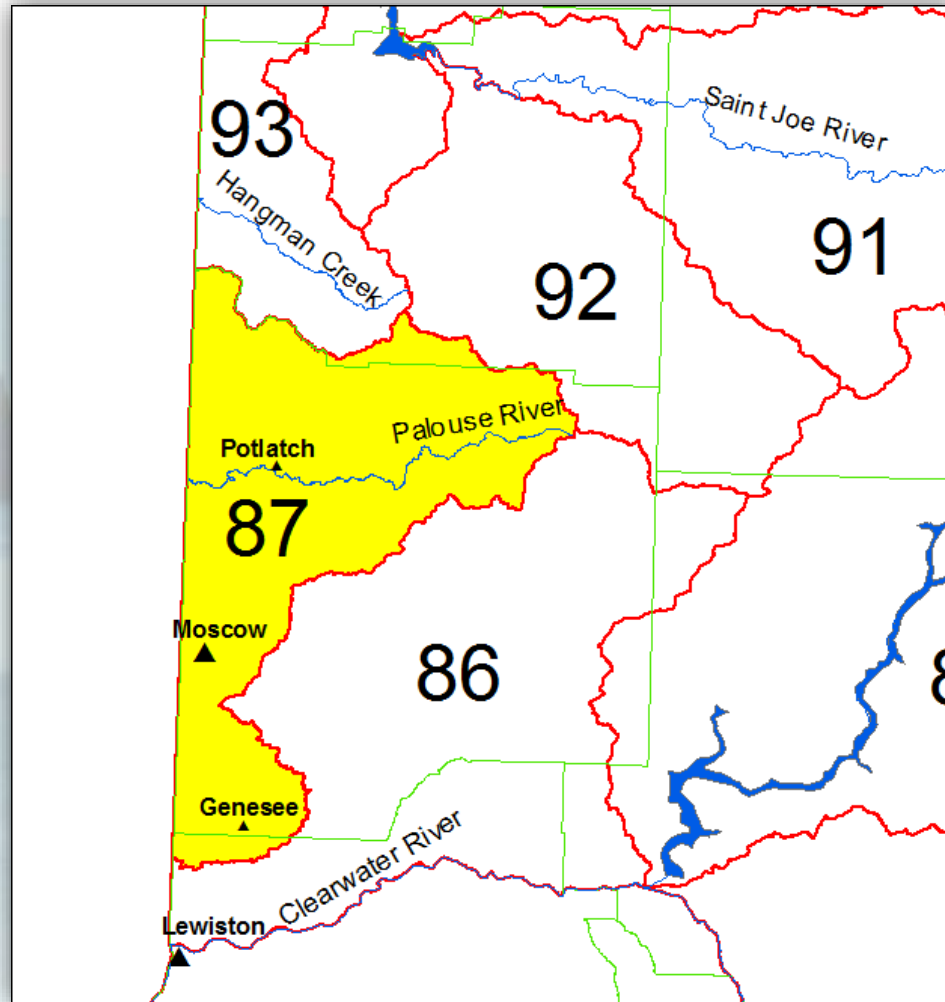 93
Saint Joe River
Hangman Creek
91
92
Palouse River
Potlatch
87
Moscow
86
Genesee
Clearwater River
Lewiston